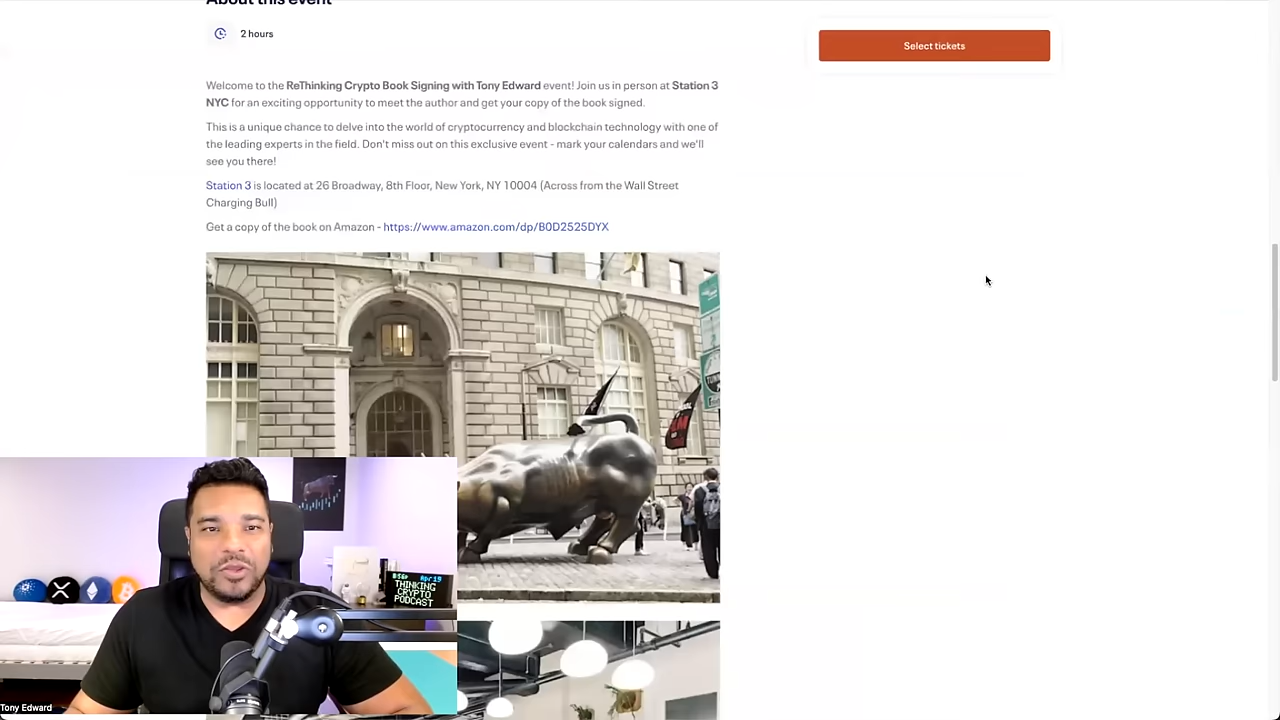 About this event
2 hours
Select tickets
Welcome to the ReThinking Crypto Book Signing with Tony Edward event! Join us in person at Station 3
NYC for an exciting opportunity to meet the author and get your copy of the book signed.
This is a unique chance to delve into the world of cryptocurrency and blockchain technology with one of
the leading experts in the field. Don't miss out on this exclusive event - mark your calendars and we'll
see you there!
Station 3 is located at 26 Broadway, 8th Floor, New York, NY 10004 (Across from the Wall Street
Charging Bull)
Get a copy of the book on Amazon - https://www.amazon.com/dp/B0D2525DYX
8:56P Apr 19
THINKING
CRYPTO
PODCAST
Tony Edward